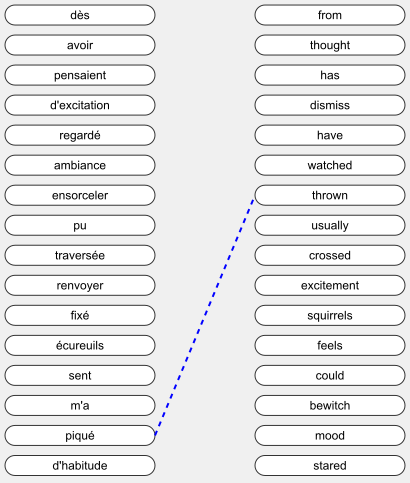 dès from
avoir thought
pensaient has
d'excitation dismiss
regardé have
ambiance watched
ensorceler thrown
pu usually
traversée crossed
renvoyer excitement
fixé squirrels
écureuils feels
sent could
m'a bewitch
piqué mood
d'habitude stared